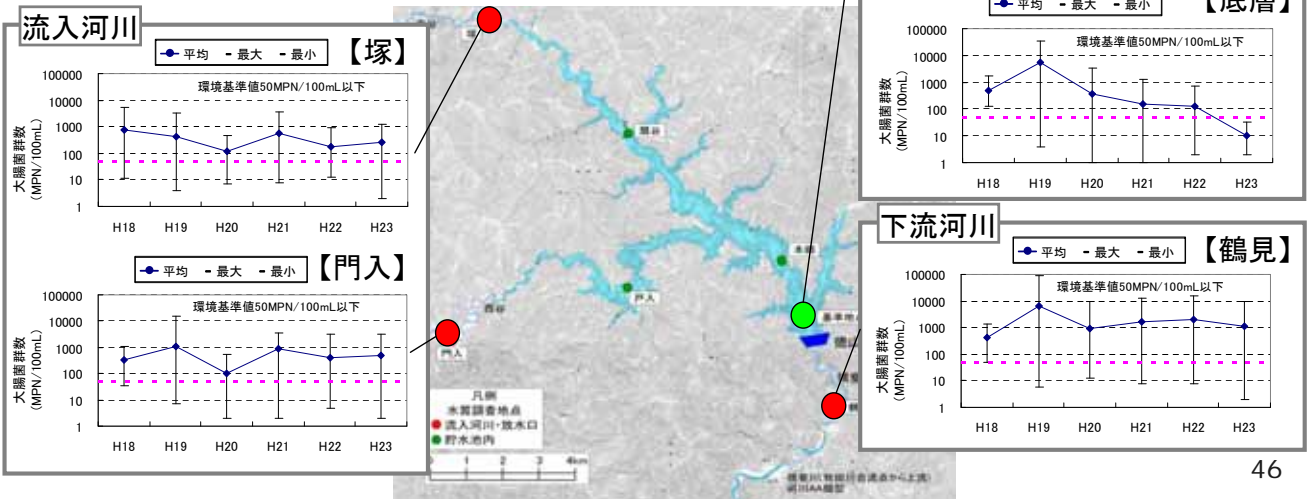 流入河川
【塚】
平均 最大 最小
環境基準値50MPN/100mL以下
大腸菌群数
(MPN/100mL)
100000
10000
1000
100
10
1
H18 H19 H20 H21 H22 H23
【門入】
平均 最大 最小
環境基準値50MPN/100mL以下
大腸菌群数
(MPN/100mL)
100000
10000
1000
100
10
1
H18 H19 H20 H21 H22 H23
西谷
門入
戸入
凡例
水質調査地点
流入河川・放水口
貯水池内
1 2 3 4km
【底層】
平均 最大 最小
環境基準値50MPN/100mL以下
大腸菌群数
(MPN/100mL)
100000
10000
1000
100
10
1
H18 H19 H20 H21 H22 H23
下流河川
【鶴見】
平均 最大 最小
環境基準値50MPN/100mL以下
大腸菌群数
(MPN/100mL)
100000
10000
1000
100
10
1
H18 H19 H20 H21 H22 H23
46